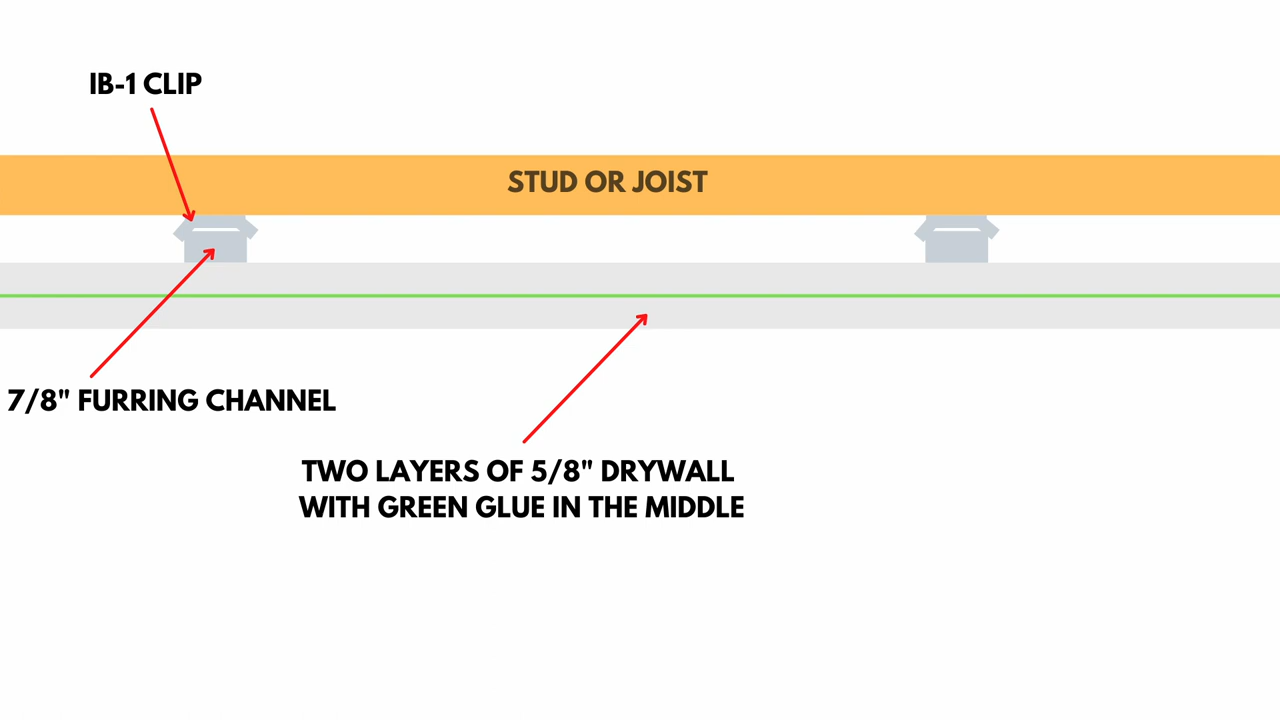 IB-1 CLIP
STUD OR JOIST
7/8" FURRING CHANNEL
TWO LAYERS OF 5/8" DRYWALL
WITH GREEN GLUE IN THE MIDDLE